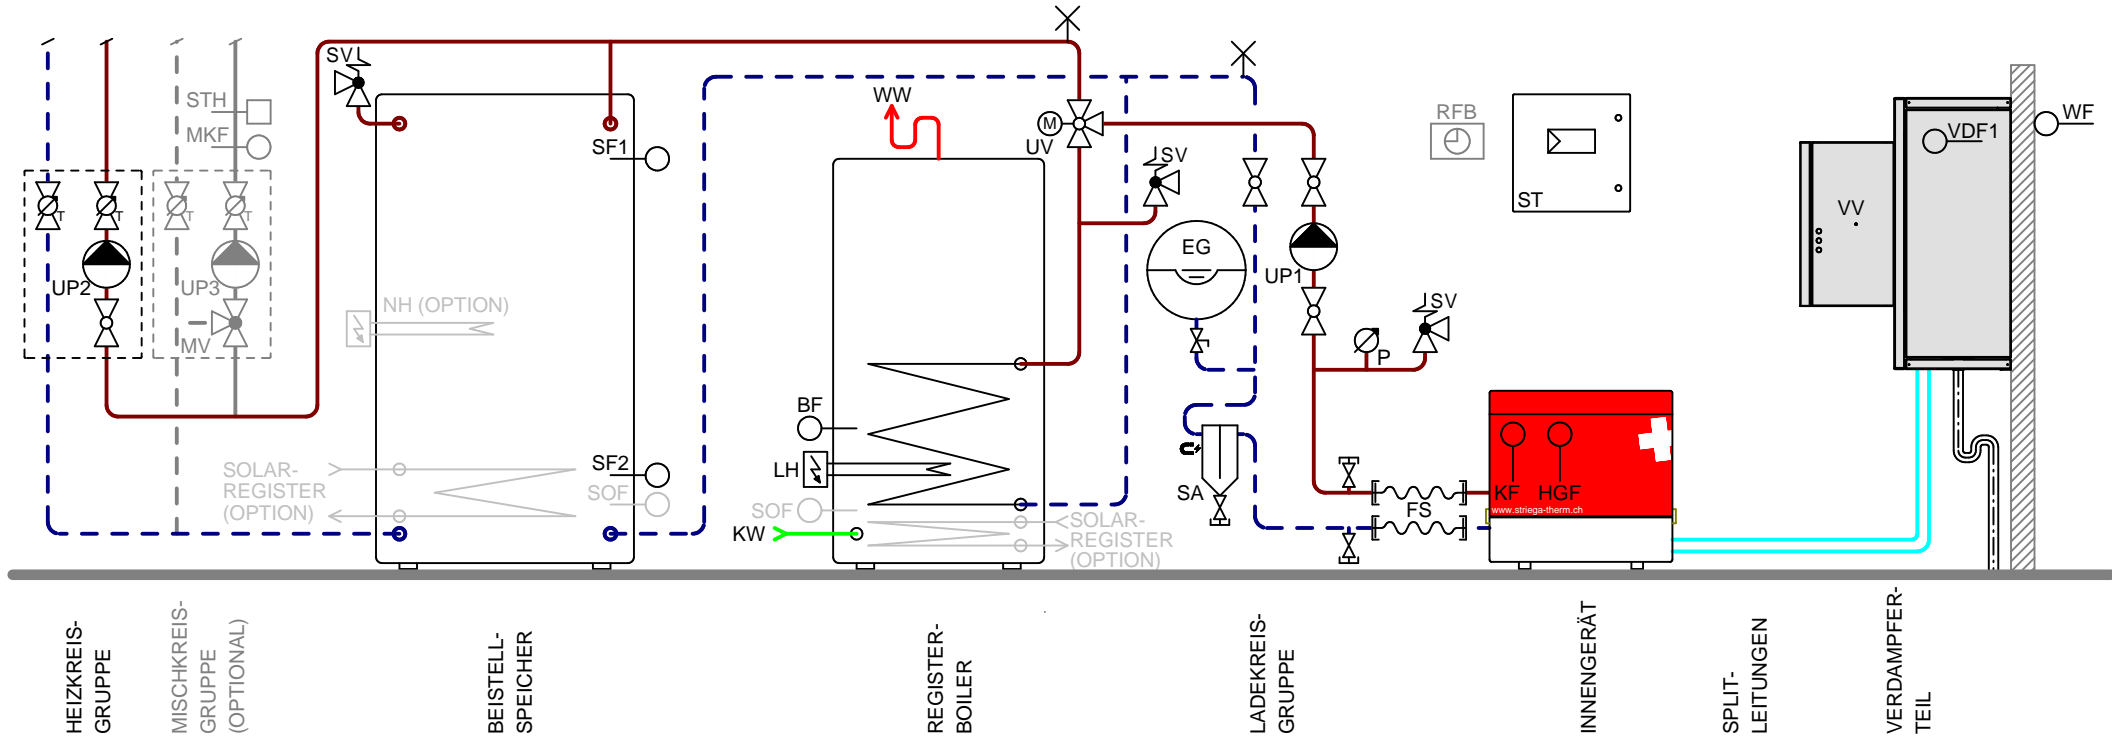 SV
STH
MKF
T
T
T
T
UP2
UP3
MV
SF1
NH (OPTION)
SF2
SOF
SOLAR-
REGISTER
(OPTION)
WW
BF
LH
SOF
KW
SOLAR-
REGISTER
(OPTION)
M
UV
SV
EG
UP1
SA
P
SV
FS
RFB
ST
KF
HGF
www.striega-therm.ch
VV
VDF1
WF
HEIZKREIS-
GRUPPE
MISCHKREIS-
GRUPPE
(OPTIONAL)
BEISTELL-
SPEICHER
REGISTER-
BOILER
LADEKREIS-
GRUPPE
INNENGERÄT
SPLIT-
LEITUNGEN
VERDAMPFER-
TEIL